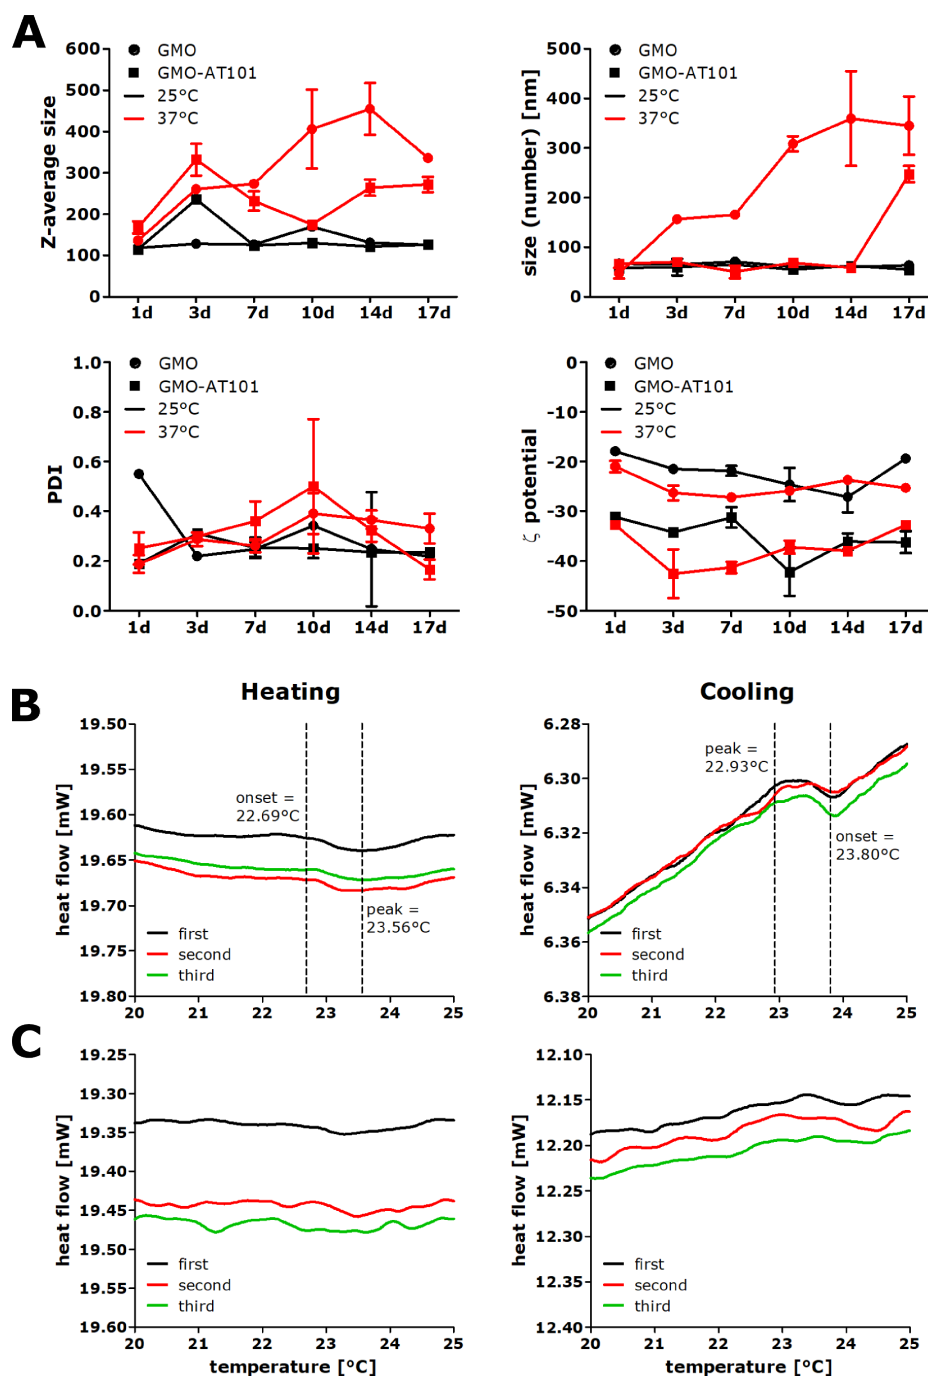 A
600
500
400
300
200
100
0
Z-average size
GMO
GMO-AT101
25°C
37°C
1d 3d 7d 10d 14d 17d
500
400
300
200
100
0
size (number) [nm]
GMO
GMO-AT101
25°C
37°C
1d 3d 7d 10d 14d 17d
1.0
0.8
0.6
0.4
0.2
0.0
PDI
GMO
GMO-AT101
25°C
37°C
1d 3d 7d 10d 14d 17d
0
-10
-20
-30
-40
-50
ζ potential
GMO
GMO-AT101
25°C
37°C
1d 3d 7d 10d 14d 17d
B
Heating
19.50
19.55
19.60
19.65
19.70
19.75
19.80
heat flow [mW]
onset =
22.69°C
peak =
23.56°C
first
second
third
20 21 22 23 24 25
Cooling
6.28
6.30
6.32
6.34
6.36
6.38
heat flow [mW]
peak =
22.93°C
onset =
23.80°C
first
second
third
20 21 22 23 24 25
C
19.25
19.30
19.35
19.40
19.45
19.50
19.55
19.60
heat flow [mW]
first
second
third
20 21 22 23 24 25
temperature [°C]
12.10
12.15
12.20
12.25
12.30
12.35
12.40
heat flow [mW]
first
second
third
20 21 22 23 24 25
temperature [°C]